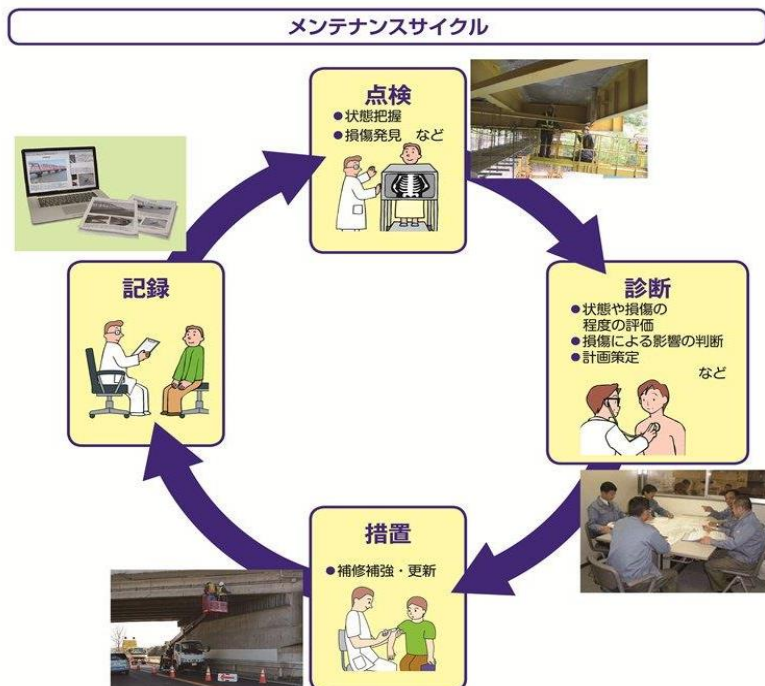 メンテナンスサイクル
点検
●状態把握
●損傷発見 など
診断
●状態や損傷の
程度の評価
●損傷による影響の判断
●計画策定
など
措置
●補修補強・更新
記録